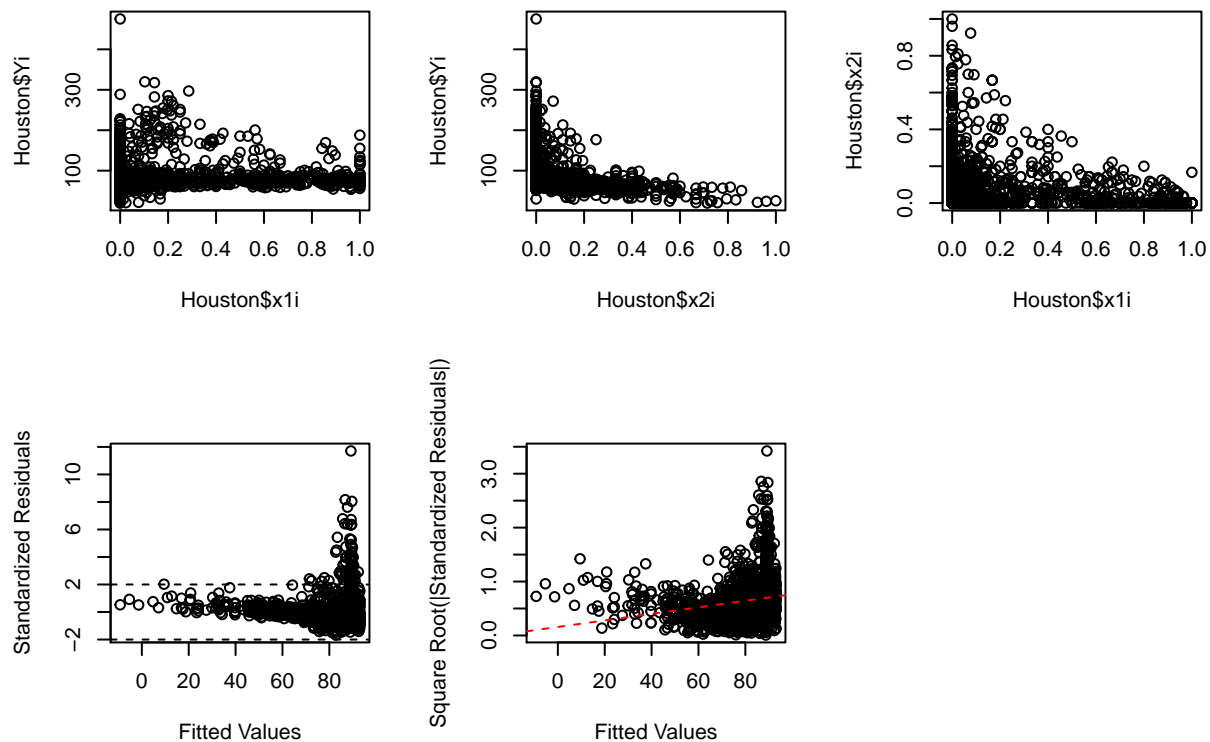 Houston$Yi
100
300
0.0 0.2 0.4 0.6 0.8 1.0
Houston$x1i
Houston$Yi
100
300
0.0 0.2 0.4 0.6 0.8 1.0
Houston$x2i
Houston$x2i
0.0
0.4
0.8
0.0 0.2 0.4 0.6 0.8 1.0
Houston$x1i
Standardized Residuals
−2
2
6
10
0 20 40 60 80
Fitted Values
Square Root(|Standardized Residuals|)
0.0
1.0
2.0
3.0
0 20 40 60 80
Fitted Values